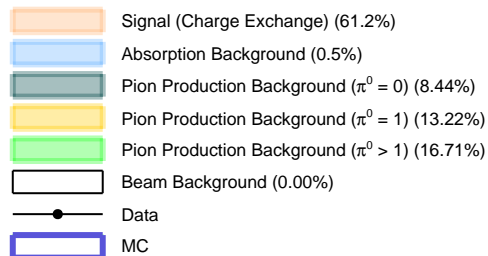 Signal (Charge Exchange) (61.2%)
Absorption Background (0.5%)
Pion Production Background (π⁰ = 0) (8.44%)
Pion Production Background (π⁰ = 1) (13.22%)
Pion Production Background (π⁰ > 1) (16.71%)
Beam Background (0.00%)
Data
MC